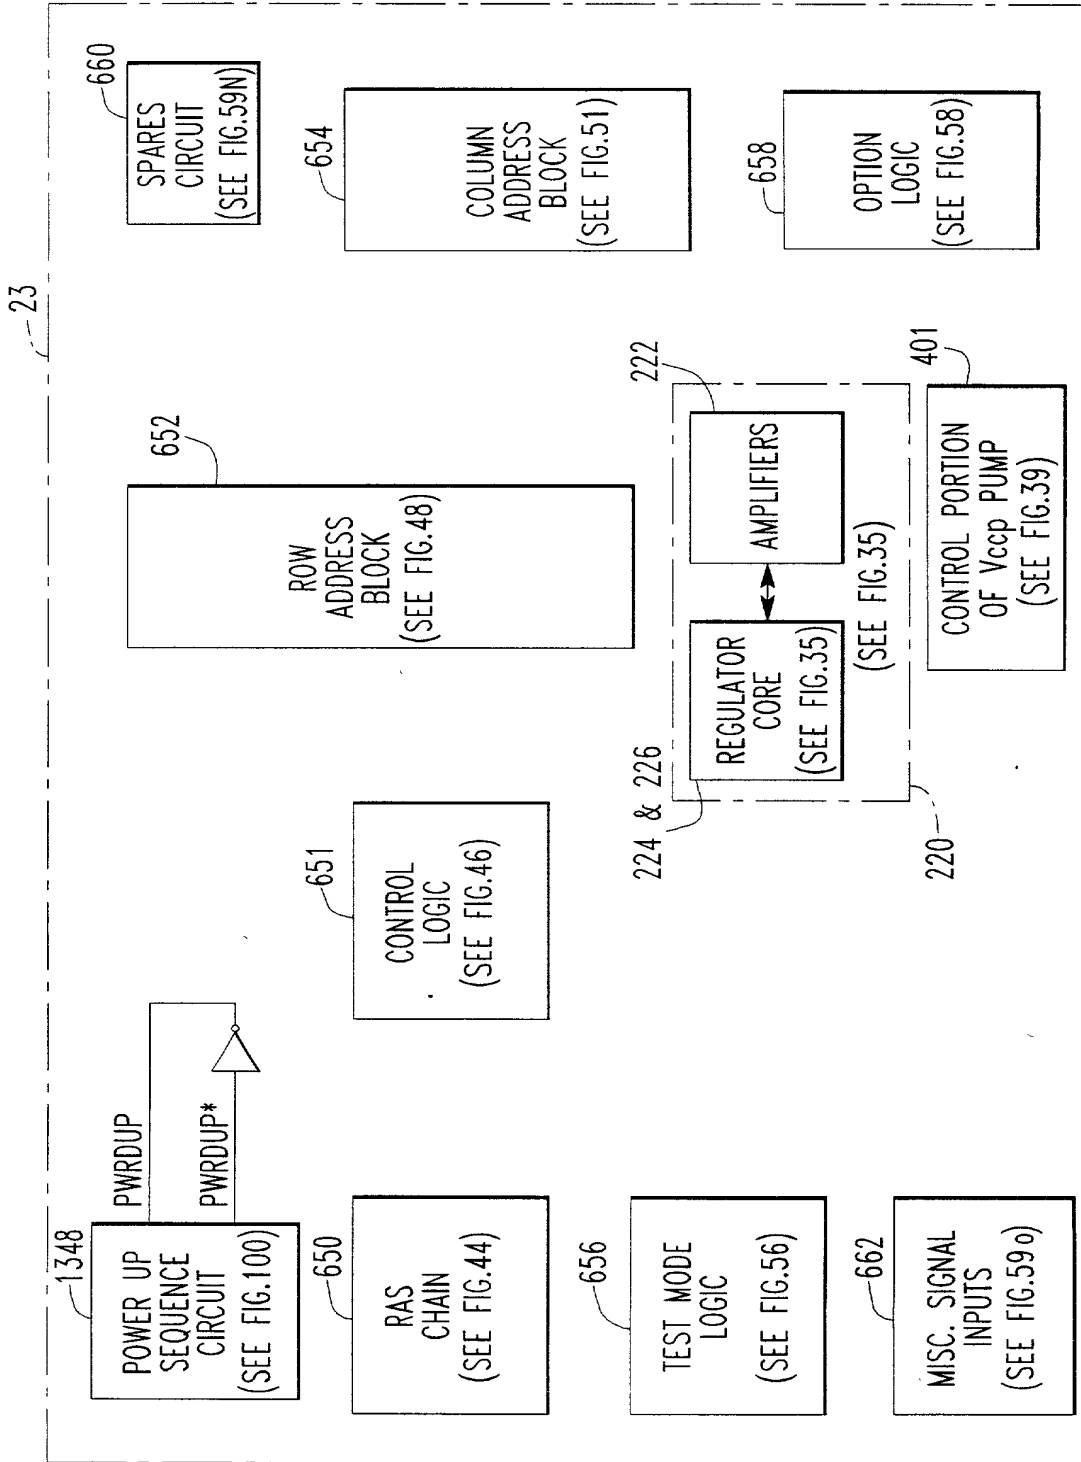 23
1348
POWER UP
SEQUENCE
CIRCUIT
(SEE FIG.100)
PWRDUP
PWRDUP*
652
ROW
ADDRESS
BLOCK
(SEE FIG.48)
660
SPARES
CIRCUIT
(SEE FIG.59N)
650
RAS
CHAIN
(SEE FIG.44)
651
CONTROL
LOGIC
(SEE FIG.46)
654
COLUMN
ADDRESS
BLOCK
(SEE FIG.51)
656
TEST MODE
LOGIC
(SEE FIG.56)
224 & 226
REGULATOR
CORE
(SEE FIG.35)
222
AMPLIFIERS
(SEE FIG.35)
220
658
OPTION
LOGIC
(SEE FIG.58)
662
MISC. SIGNAL
INPUTS
(SEE FIG.59o)
401
CONTROL PORTION
OF Vccp PUMP
(SEE FIG.39)